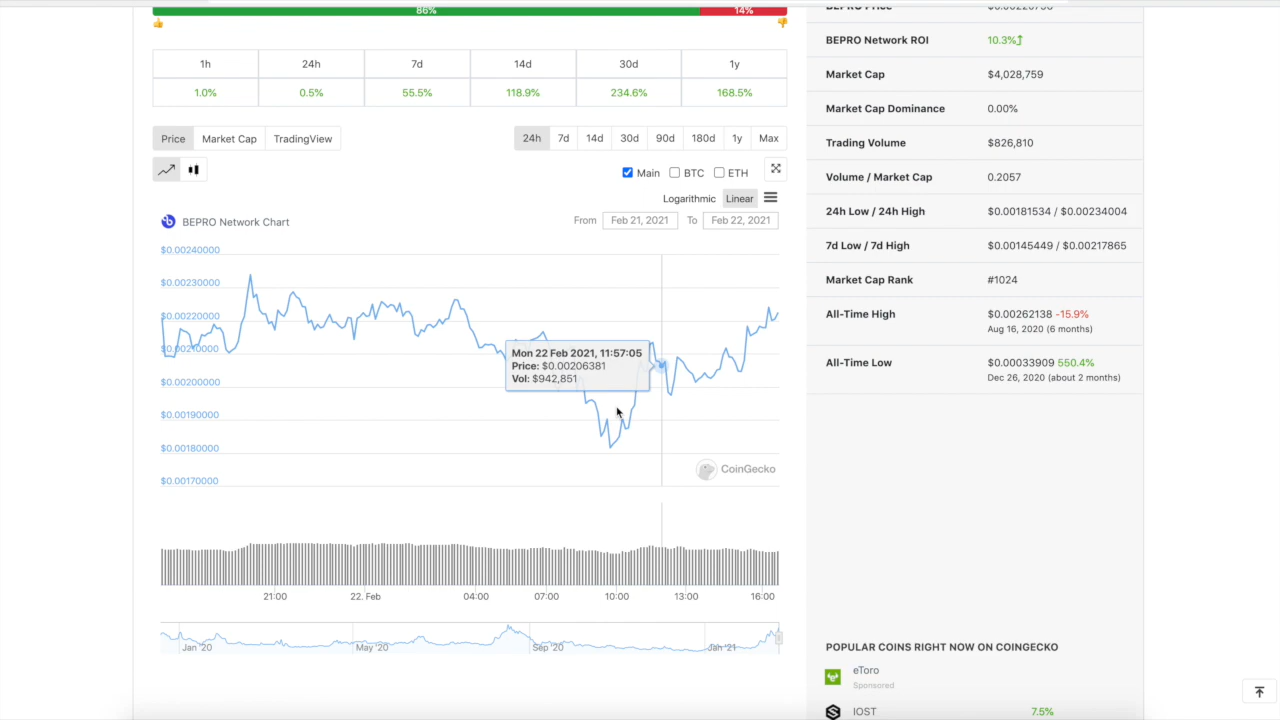 86%
14%
1h 24h 7d 14d 30d 1y
1.0% 0.5% 55.5% 118.9% 234.6% 168.5%
Price Market Cap TradingView
24h 7d 14d 30d 90d 180d 1y Max
Main BTC ETH
Logarithmic Linear
BEPRO Network Chart
From Feb 21, 2021 To Feb 22, 2021
$0.00240000
$0.00230000
$0.00220000
$0.00210000
$0.00200000
$0.00190000
$0.00180000
$0.00170000
Mon 22 Feb 2021, 11:57:05
Price: $0.00206381
Vol: $942,851
CoinGecko
21:00 22. Feb 04:00 07:00 10:00 13:00 16:00
Jan '20 May '20 Sep '20 Jan '21
BEPRO Price
BEPRO Network ROI 10.3%
Market Cap $4,028,759
Market Cap Dominance 0.00%
Trading Volume $826,810
Volume / Market Cap 0.2057
24h Low / 24h High $0.00181534 / $0.00234004
7d Low / 7d High $0.00145449 / $0.00217865
Market Cap Rank #1024
All-Time High $0.00262138 -15.9%
Aug 16, 2020 (6 months)
All-Time Low $0.00033909 550.4%
Dec 26, 2020 (about 2 months)
POPULAR COINS RIGHT NOW ON COINGECKO
eToro
Sponsored
IOST 7.5%